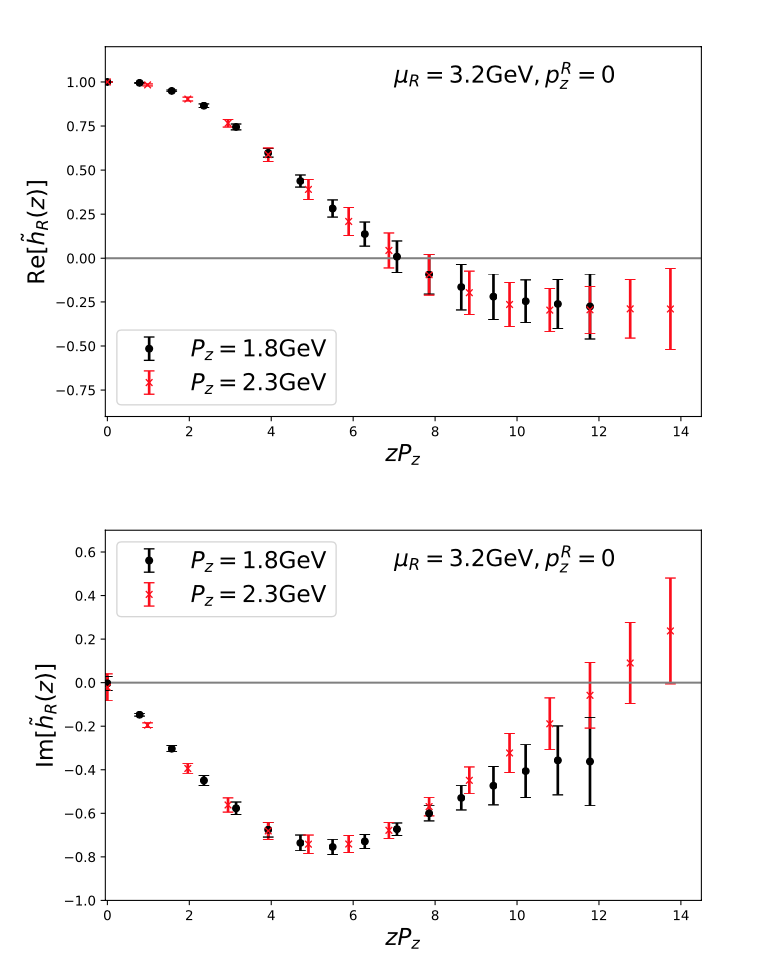 μ_R = 3.2GeV, p_z^R = 0
1.00
0.75
0.50
0.25
0.00
−0.25
−0.50
−0.75
Re[h̃_R(z)]
P_z = 1.8GeV
P_z = 2.3GeV
0 2 4 6 8 10 12 14
zP_z
P_z = 1.8GeV
P_z = 2.3GeV
μ_R = 3.2GeV, p_z^R = 0
0.6
0.4
0.2
0.0
−0.2
−0.4
−0.6
−0.8
−1.0
Im[h̃_R(z)]
0 2 4 6 8 10 12 14
zP_z